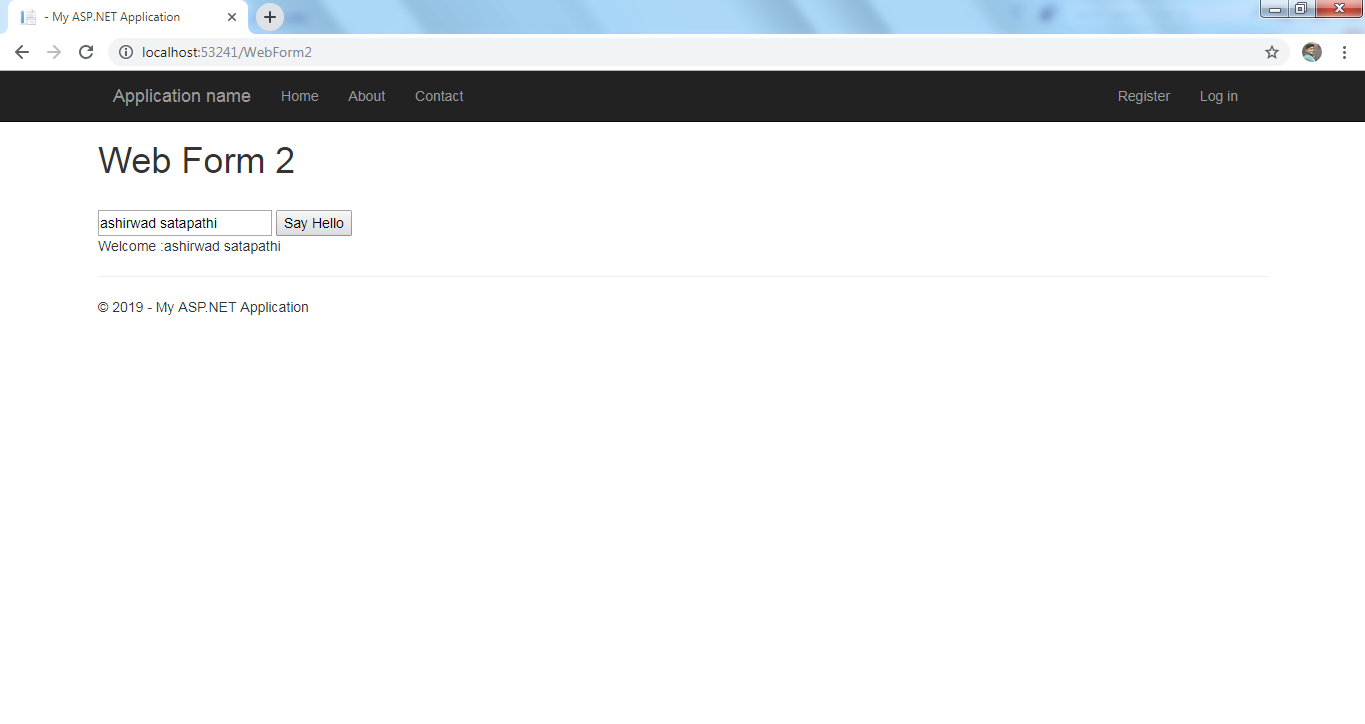 - My ASP.NET Application
localhost:53241/WebForm2
Application name Home About Contact Register Log in
Web Form 2
ashirwad satapathi Say Hello
Welcome :ashirwad satapathi
© 2019 - My ASP.NET Application